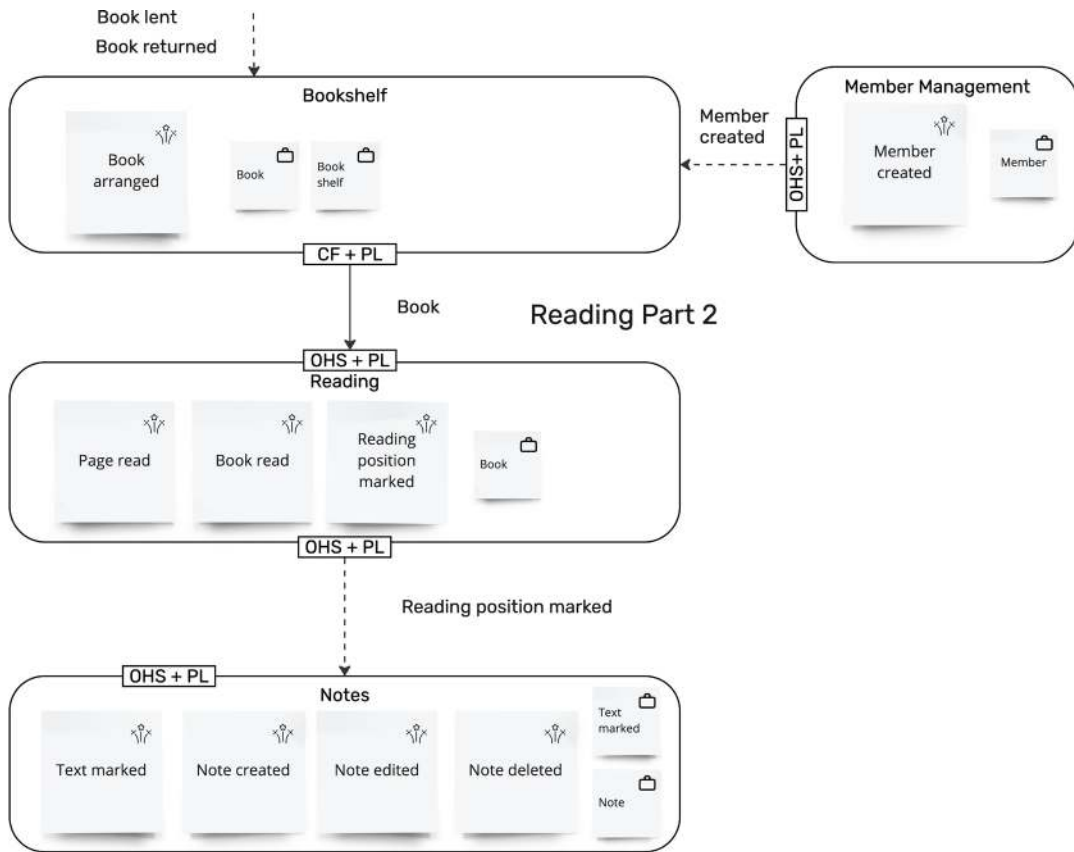 Book lent
Book returned
Bookshelf
Book
arranged
Book
Book
shelf
CF + PL
Member
created
OHS+ PL
Member Management
Member
created
Member
Book
Reading Part 2
OHS + PL
Reading
Page read
Book read
Reading
position
marked
Book
OHS + PL
Reading position marked
OHS + PL
Notes
Text marked
Note created
Note edited
Note deleted
Text
marked
Note